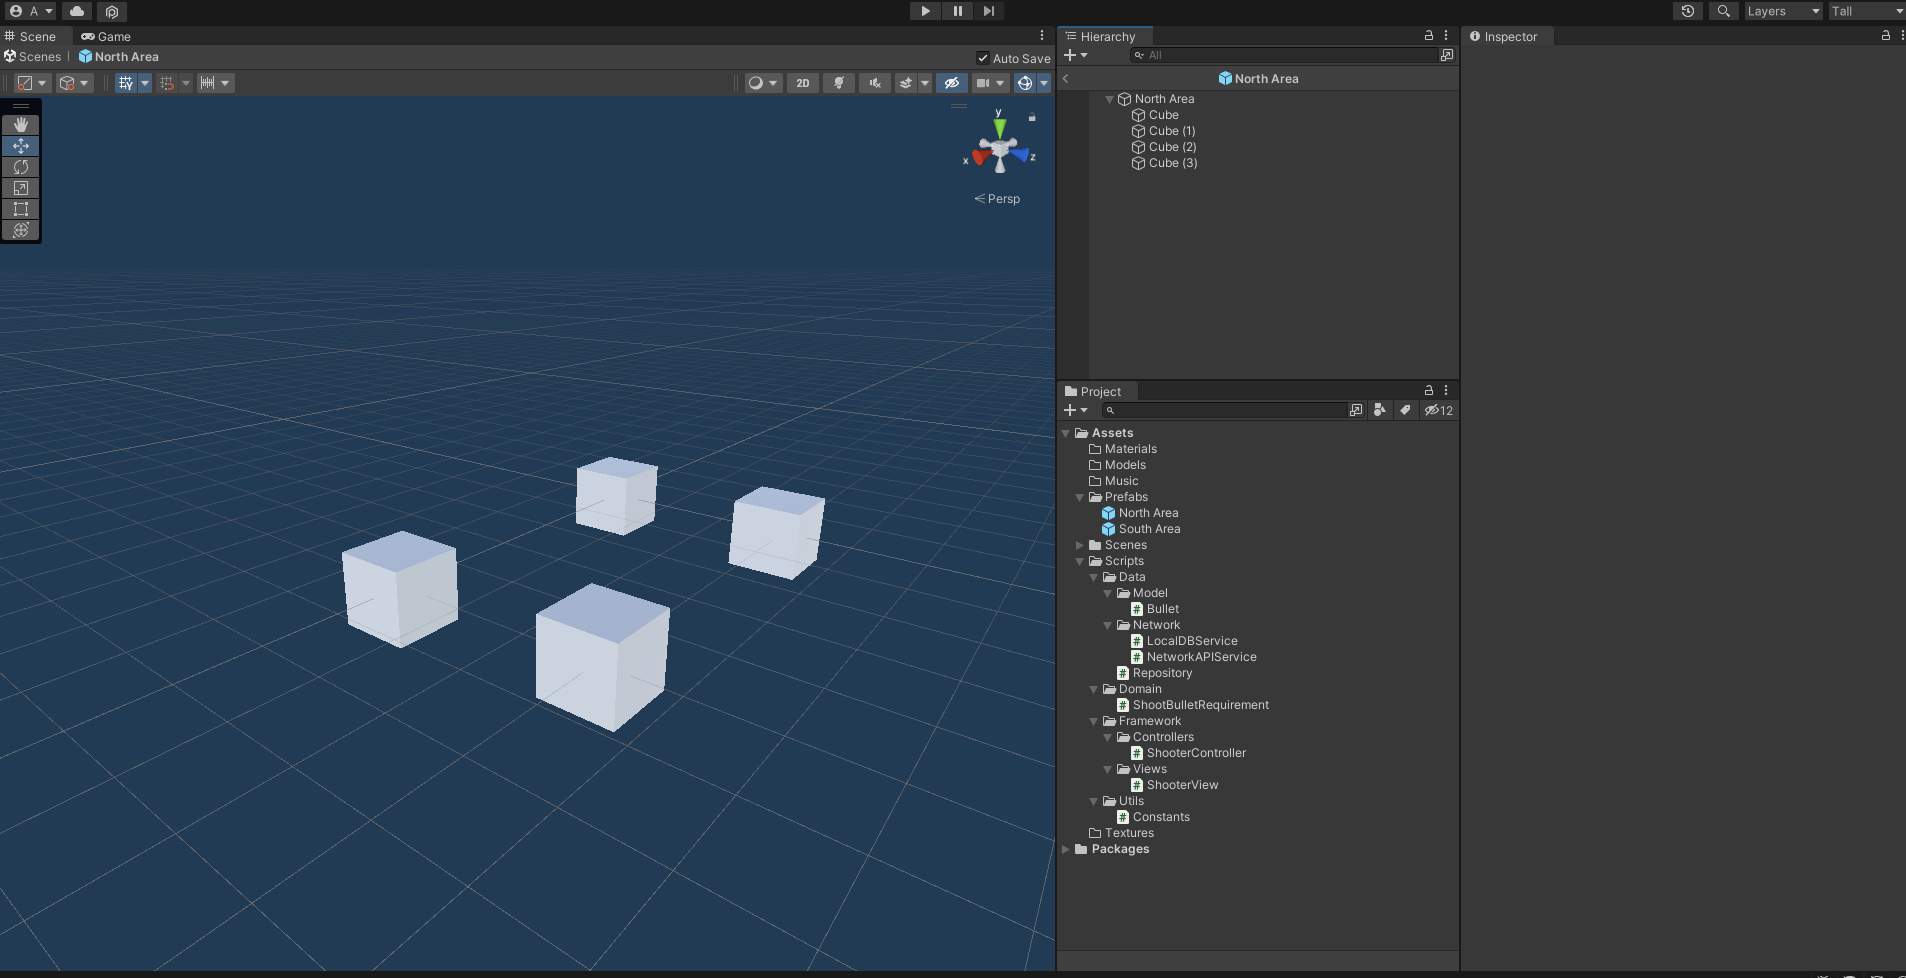 A
Layers
Tall
Scene
Game
Scenes
North Area
Auto Save
2D
y
x
z
Persp
Hierarchy
All
North Area
North Area
Cube
Cube (1)
Cube (2)
Cube (3)
Project
12
Assets
Materials
Models
Music
Prefabs
North Area
South Area
Scenes
Scripts
Data
Model
Bullet
Network
LocalDBService
NetworkAPIService
Repository
Domain
ShootBulletRequirement
Framework
Controllers
ShooterController
Views
ShooterView
Utils
Constants
Textures
Packages
Inspector